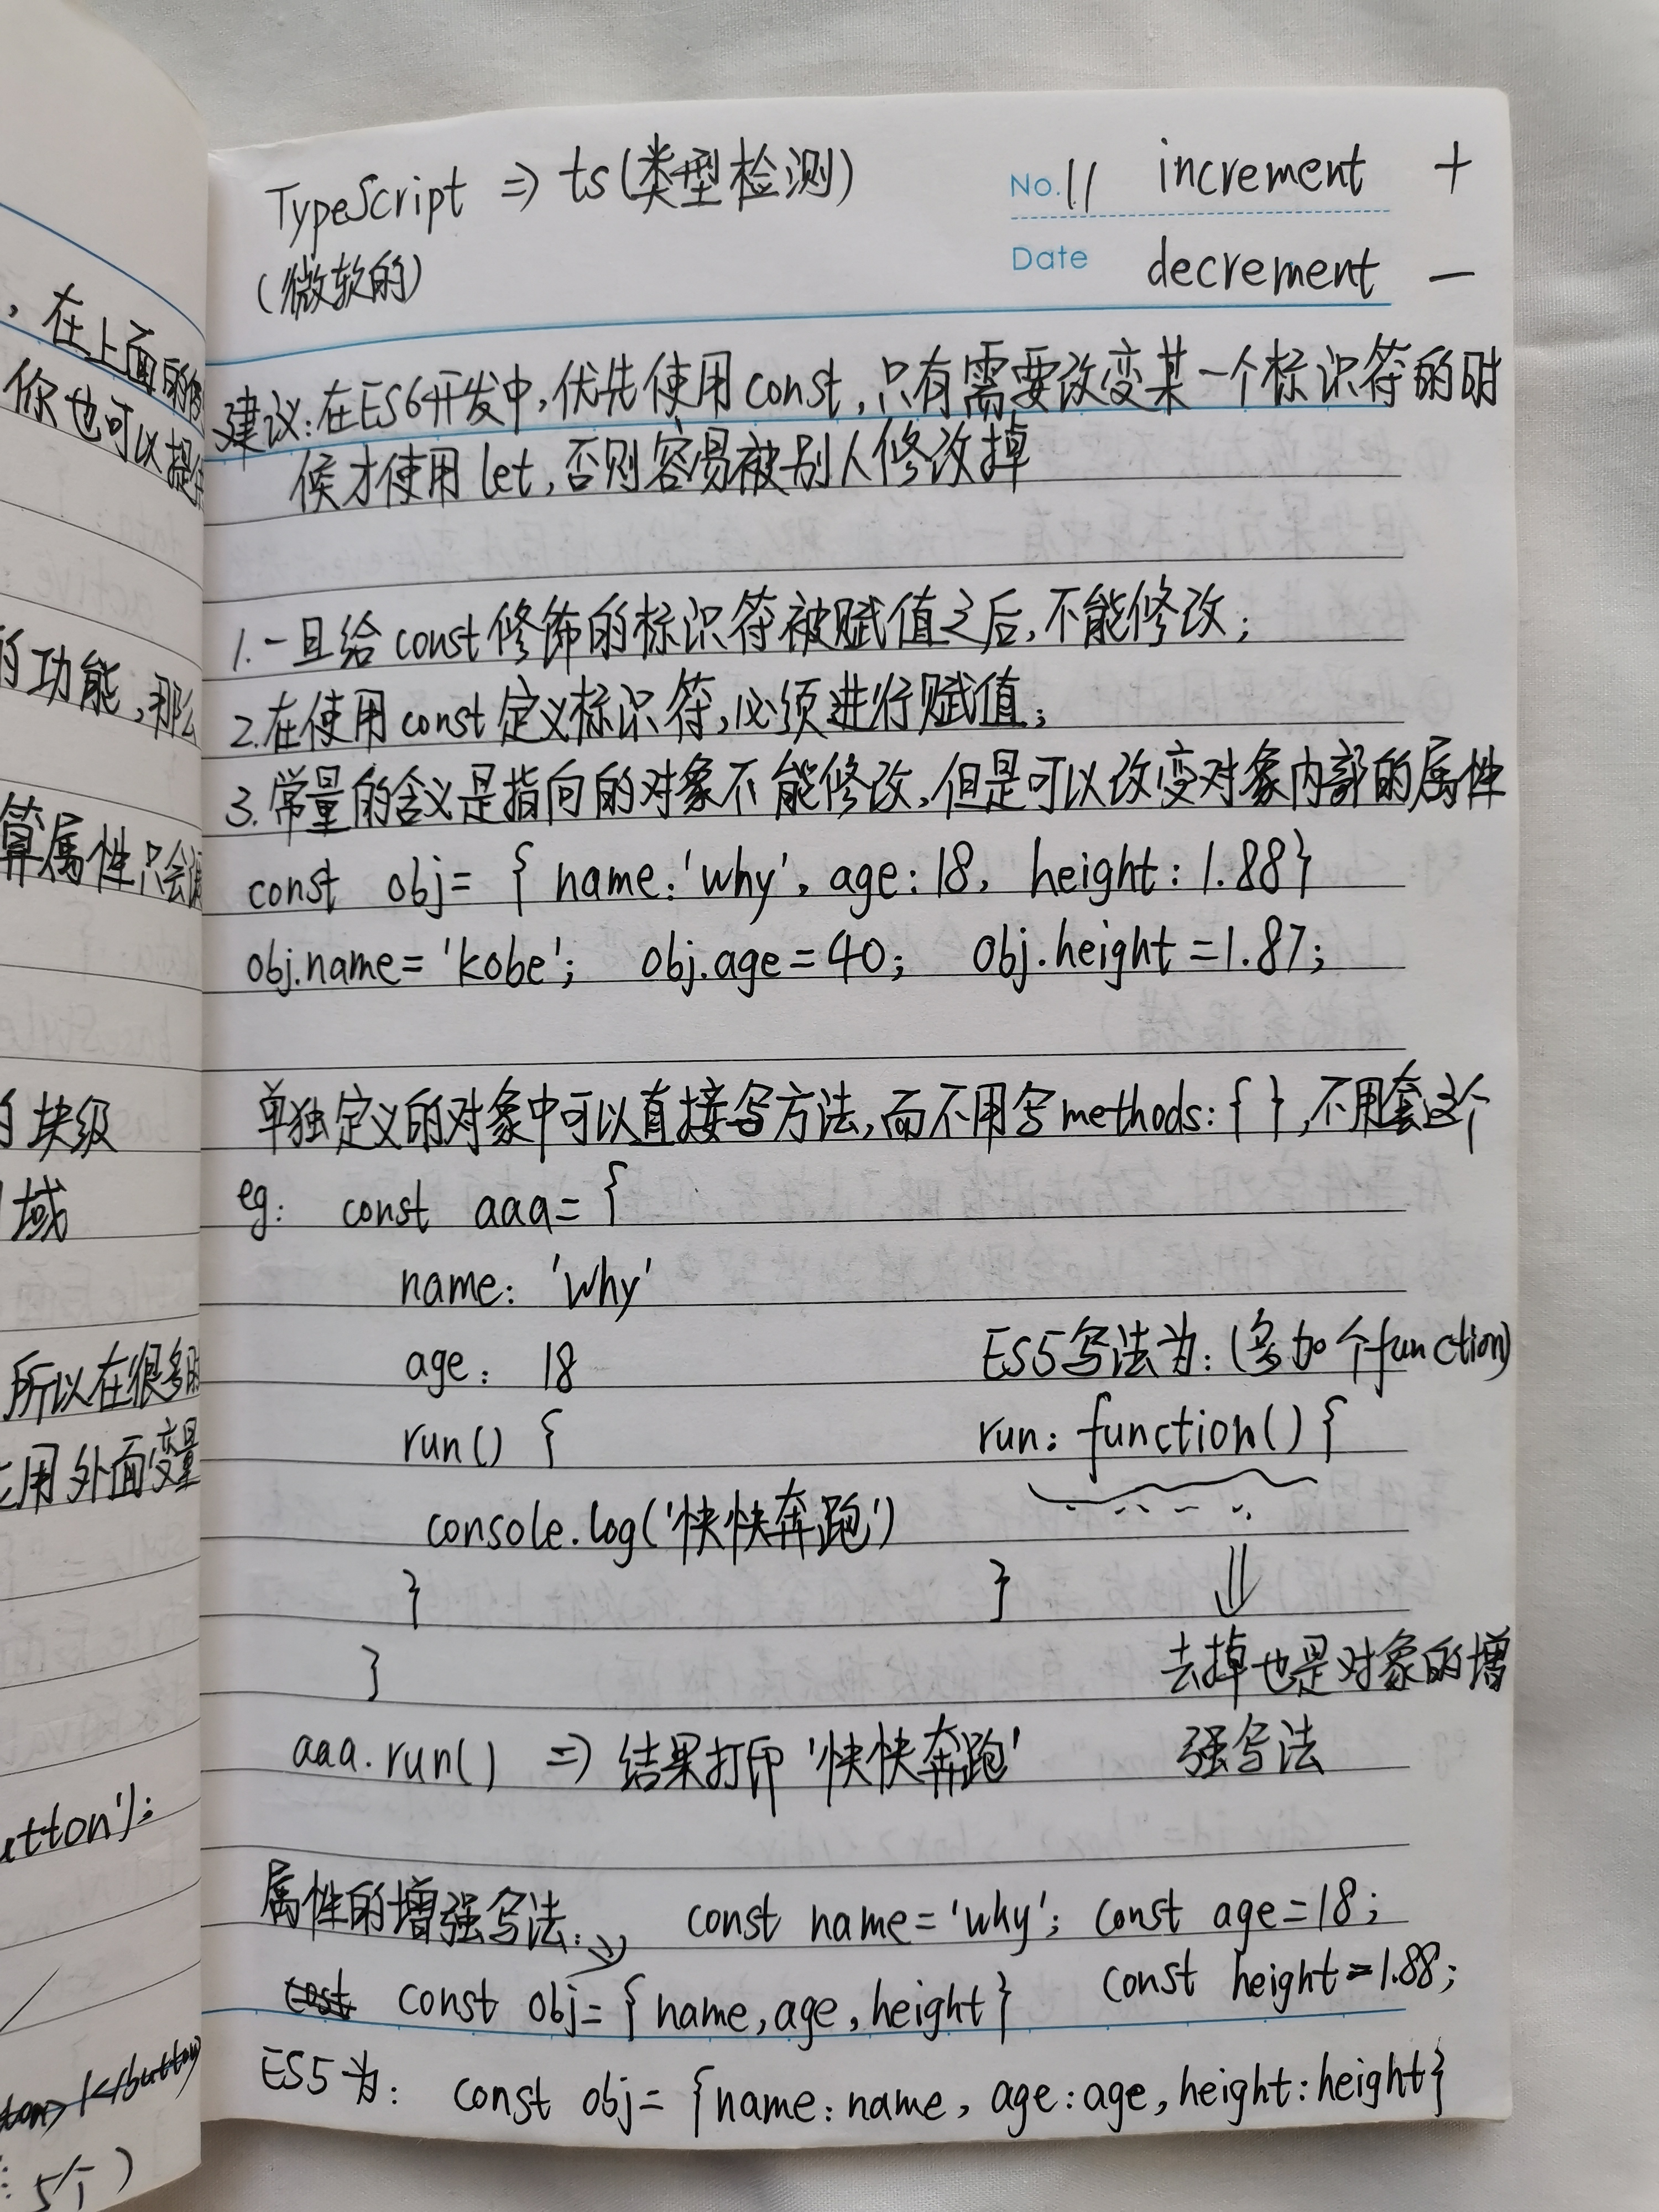 TypeScript => ts(类型检测)
(微软的)
No. 11 increment +
Date decrement —
建议:在ES6开发中,优先使用const,只有需要改变某一个标识符的时
候才使用let,否则容易被别人修改掉
1.一旦给const修饰的标识符被赋值之后,不能修改;
2.在使用const定义标识符,必须进行赋值;
3.常量的含义是指向的对象不能修改,但是可以改变对象内部的属性
const obj= { name:'why', age:18, height:1.88}
obj.name='kobe'; obj.age=40; obj.height=1.87;
单独定义的对象中可以直接写方法,而不用写methods:{ },不用套这个
eg: const aaa= {
name: 'why'
age: 18
run() {
console.log('快快奔跑')
}
}
aaa.run() => 结果打印'快快奔跑'
ES5写法为:(多加个function)
run: function() {
}
⇓
去掉也是对象的增
强写法
属性的增强写法: const name='why'; const age=18;
const obj={name,age,height} const height=1.88;
ES5为: const obj={name:name, age:age, height:height}
,在上面的
你也可以提
的功能,那么
算属性只会
的块级
域
所以在很多
用外面变量
utton');
</button>
5个)